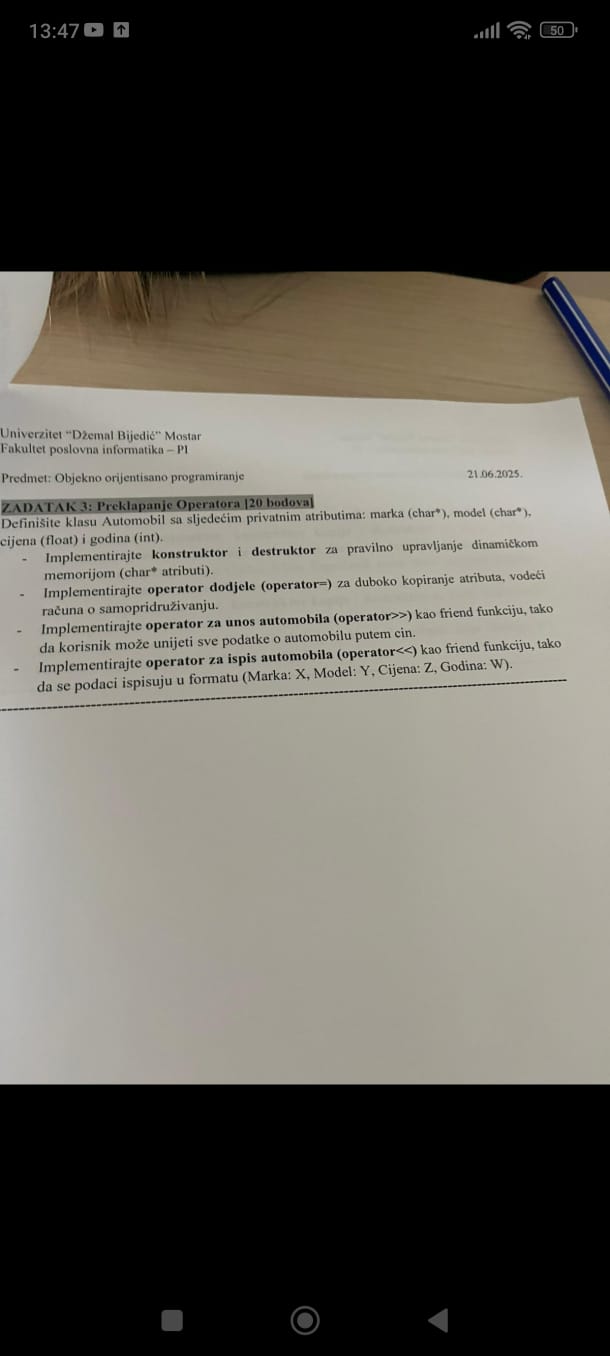 13:47
50
Univerzitet "Džemal Bijedić" Mostar
Fakultet poslovna informatika – PI
Predmet: Objekno orijentisano programiranje
21.06.2025.
ZADATAK 3: Preklapanje Operatora [20 bodova]
Definišite klasu Automobil sa sljedećim privatnim atributima: marka (char*), model (char*),
cijena (float) i godina (int).
- Implementirajte konstruktor i destruktor za pravilno upravljanje dinamičkom
memorijom (char* atributi).
- Implementirajte operator dodjele (operator=) za duboko kopiranje atributa, vodeći
računa o samopridruživanju.
- Implementirajte operator za unos automobila (operator>>) kao friend funkciju, tako
da korisnik može unijeti sve podatke o automobilu putem cin.
- Implementirajte operator za ispis automobila (operator<<) kao friend funkciju, tako
da se podaci ispisuju u formatu (Marka: X, Model: Y, Cijena: Z, Godina: W).